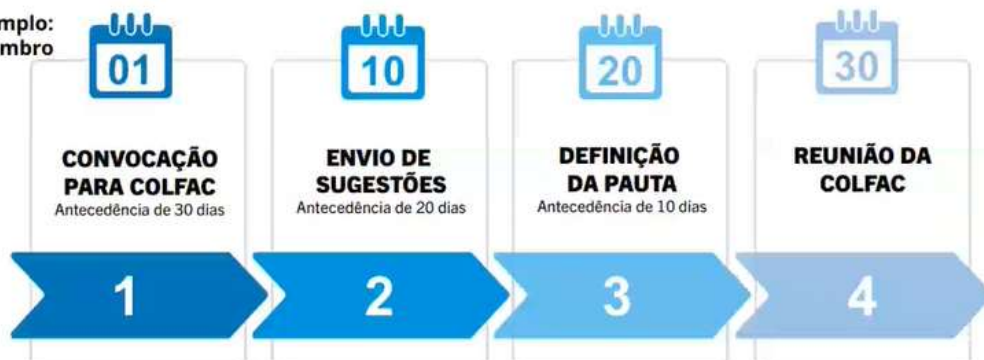 mplo:
mbro
01
CONVOCAÇÃO
PARA COLFAC
Antecedência de 30 dias
1
10
ENVIO DE
SUGESTÕES
Antecedência de 20 dias
2
20
DEFINIÇÃO
DA PAUTA
Antecedência de 10 dias
3
30
REUNIÃO DA
COLFAC
4